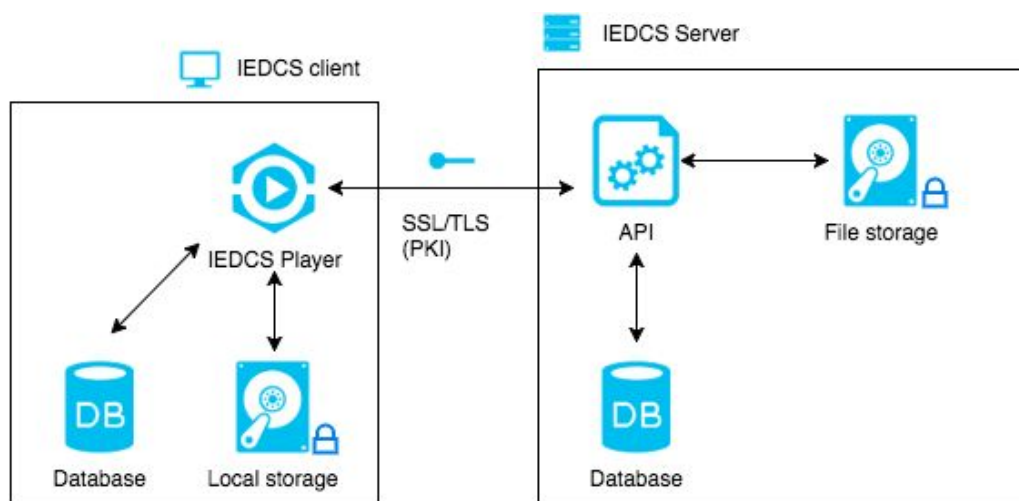 IEDCS Server
IEDCS client
SSL/TLS
(PKI)
IEDCS Player
API
File storage
DB
Database
Local storage
DB
Database